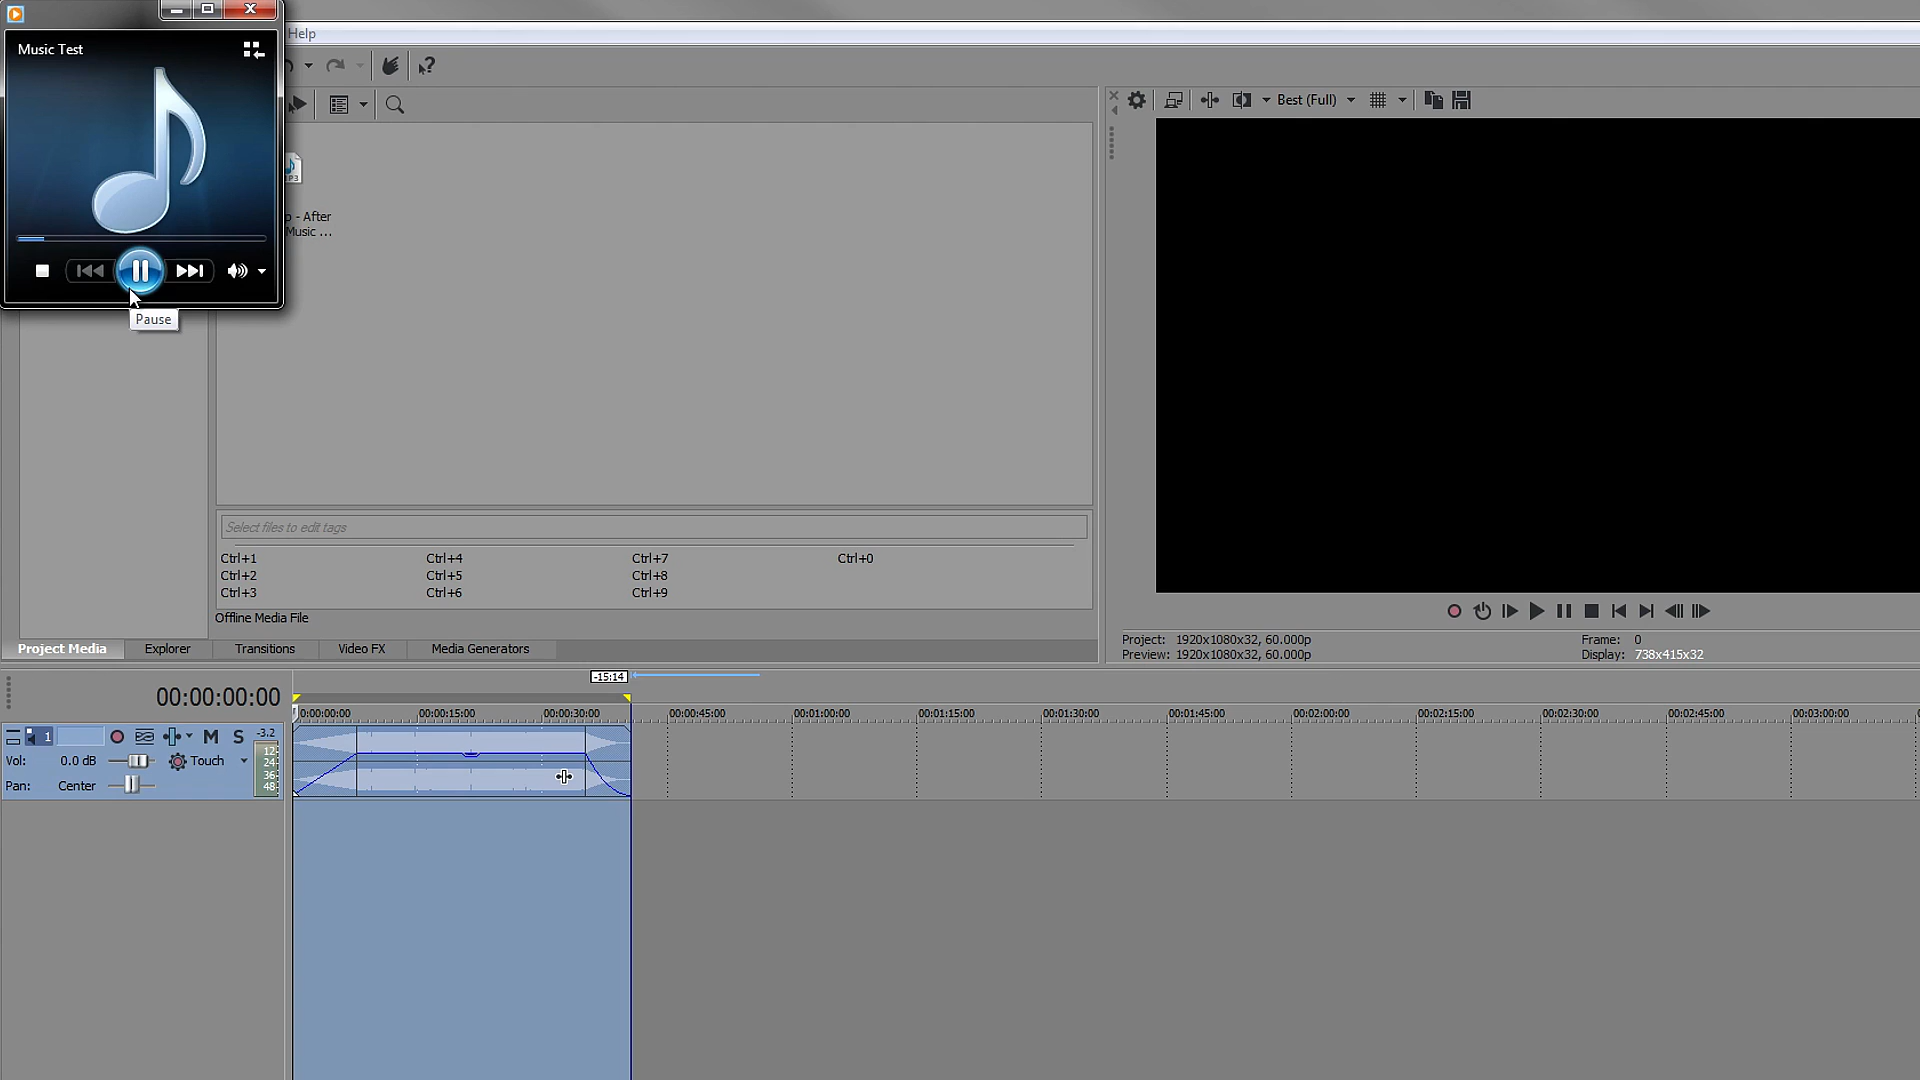 Music Test
Help
Pause
MP3
- After
Music ...
Best (Full)
Select files to edit tags
Ctrl+1
Ctrl+4
Ctrl+7
Ctrl+0
Ctrl+2
Ctrl+5
Ctrl+8
Ctrl+3
Ctrl+6
Ctrl+9
Offline Media File
Project Media
Explorer
Transitions
Video FX
Media Generators
Project: 1920x1080x32, 60.000p
Frame: 0
Preview: 1920x1080x32, 60.000p
Display: 738x415x32
-15:14
00:00:00:00
0:00:00:00
00:00:15:00
00:00:30:00
00:00:45:00
00:01:00:00
00:01:15:00
00:01:30:00
00:01:45:00
00:02:00:00
00:02:15:00
00:02:30:00
00:02:45:00
00:03:00:00
1
M
S
-3.2
Vol: 0.0 dB
Touch
Pan: Center
12
24
36
48